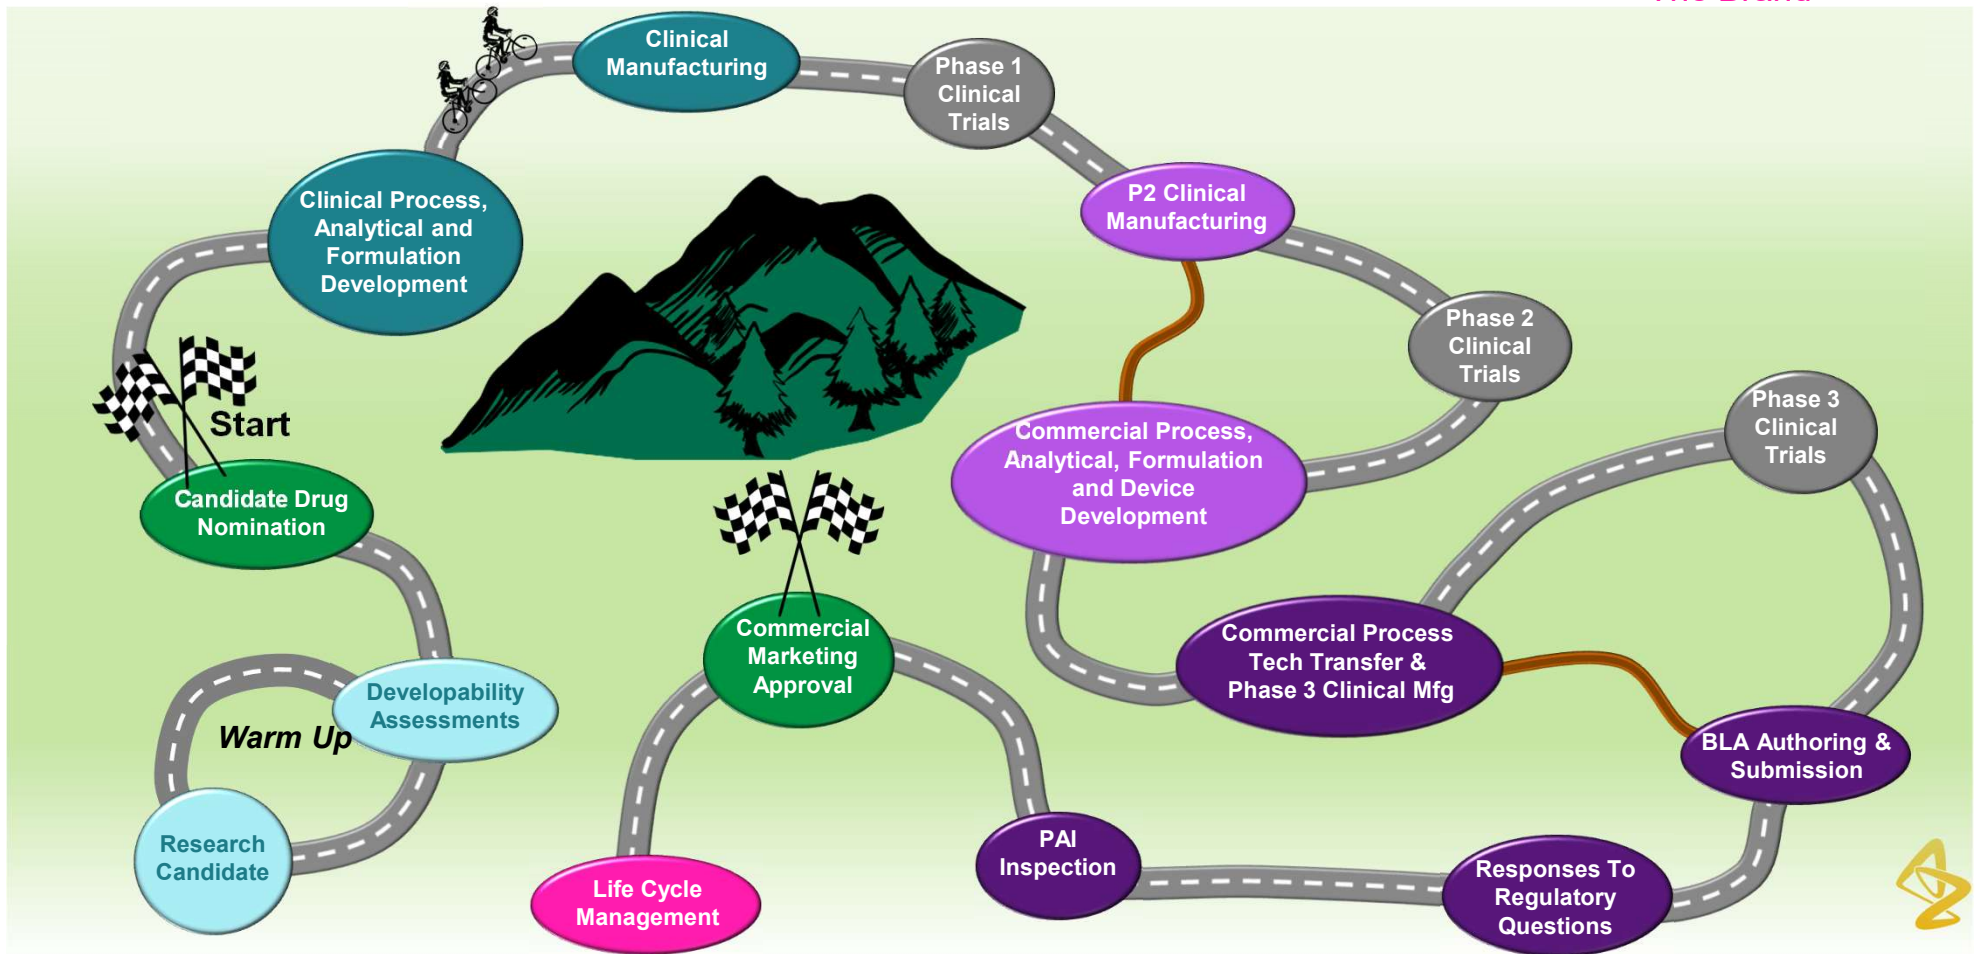 Clinical
Manufacturing
Phase 1
Clinical
Trials
Clinical Process,
Analytical and
Formulation
Development
P2 Clinical
Manufacturing
Phase 2
Clinical
Trials
Start
Candidate Drug
Nomination
Commercial Process,
Analytical, Formulation
and Device
Development
Phase 3
Clinical
Trials
Commercial
Marketing
Approval
Commercial Process
Tech Transfer &
Phase 3 Clinical Mfg
Developability
Assessments
Warm Up
BLA Authoring &
Submission
Research
Candidate
PAI
Inspection
Life Cycle
Management
Responses To
Regulatory
Questions